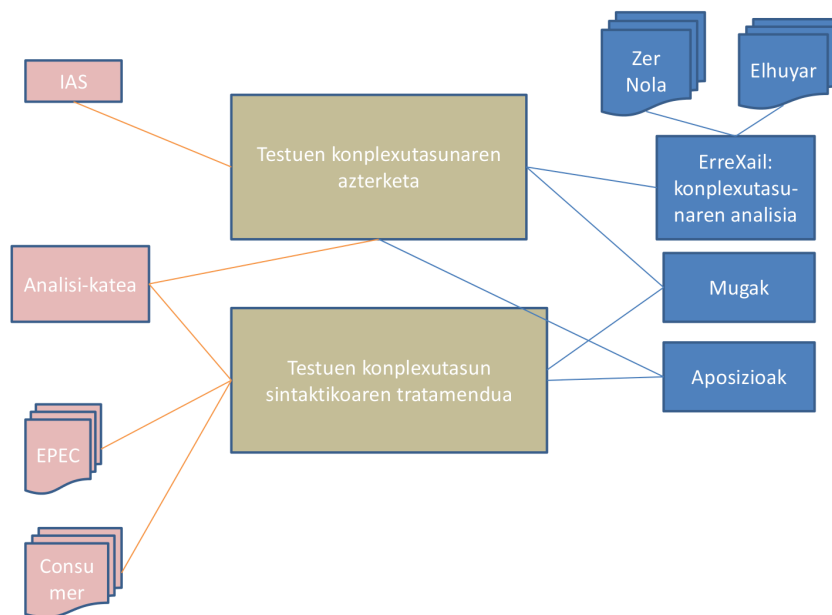 IAS
Testuen konplexutasunaren
azterketa
Zer
Nola
Elhuyar
ErreXail:
konplexutasu-
naren analisia
Analisi-katea
Mugak
Testuen konplexutasun
sintaktikoaren tratamendua
Aposizioak
EPEC
Consu
mer